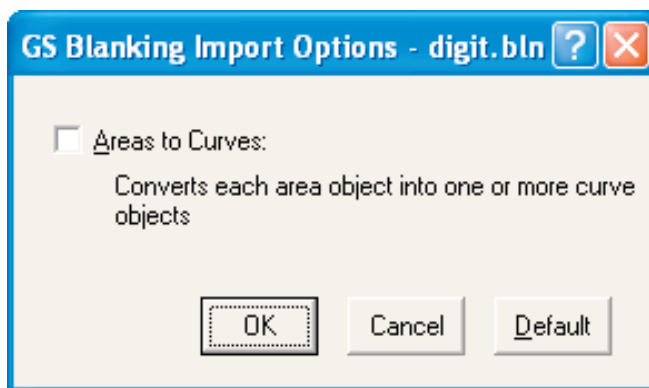 GS Blanking Import Options - digit.bln
Areas to Curves:
Converts each area object into one or more curve
objects
OK
Cancel
Default